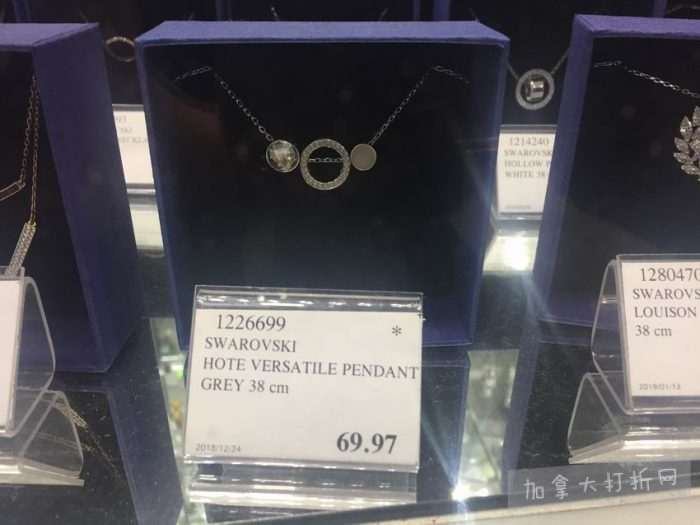 1226699 *
SWAROVSKI
HOTE VERSATILE PENDANT
GREY 38 cm
2018/12/24 69.97
1214240
SWAROVSKI
HOLLOW
WHITE 38
1280470
SWAROVS
LOUISON
38 cm
2019/01/13
加拿大打折网